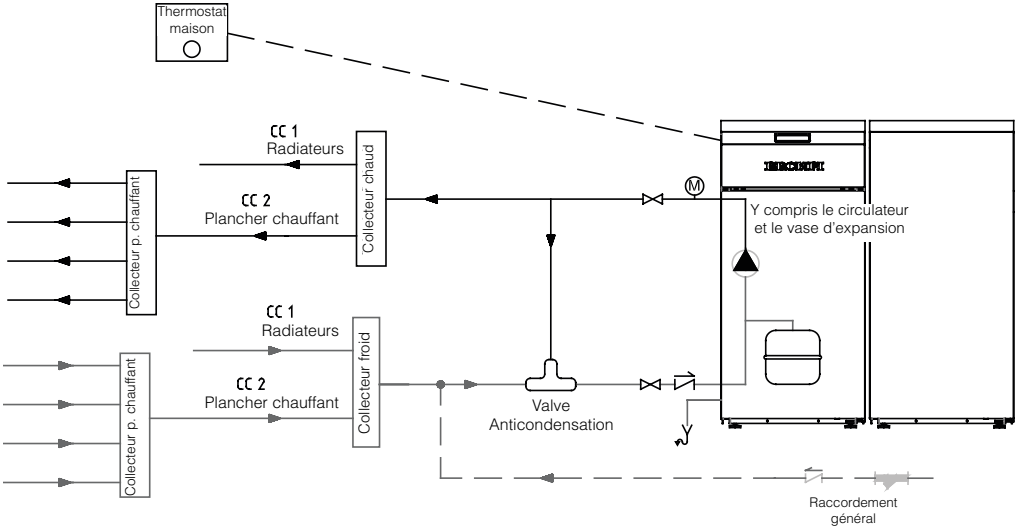 Thermostat
maison
CC 1
Radiateurs
CC 2
Plancher chauffant
Collecteur p. chauffant
Collecteur chaud
M
Y compris le circulateur
et le vase d'expansion
CC 1
Radiateurs
CC 2
Plancher chauffant
Collecteur p. chauffant
Collecteur froid
Valve
Anticondensation
Raccordement
général